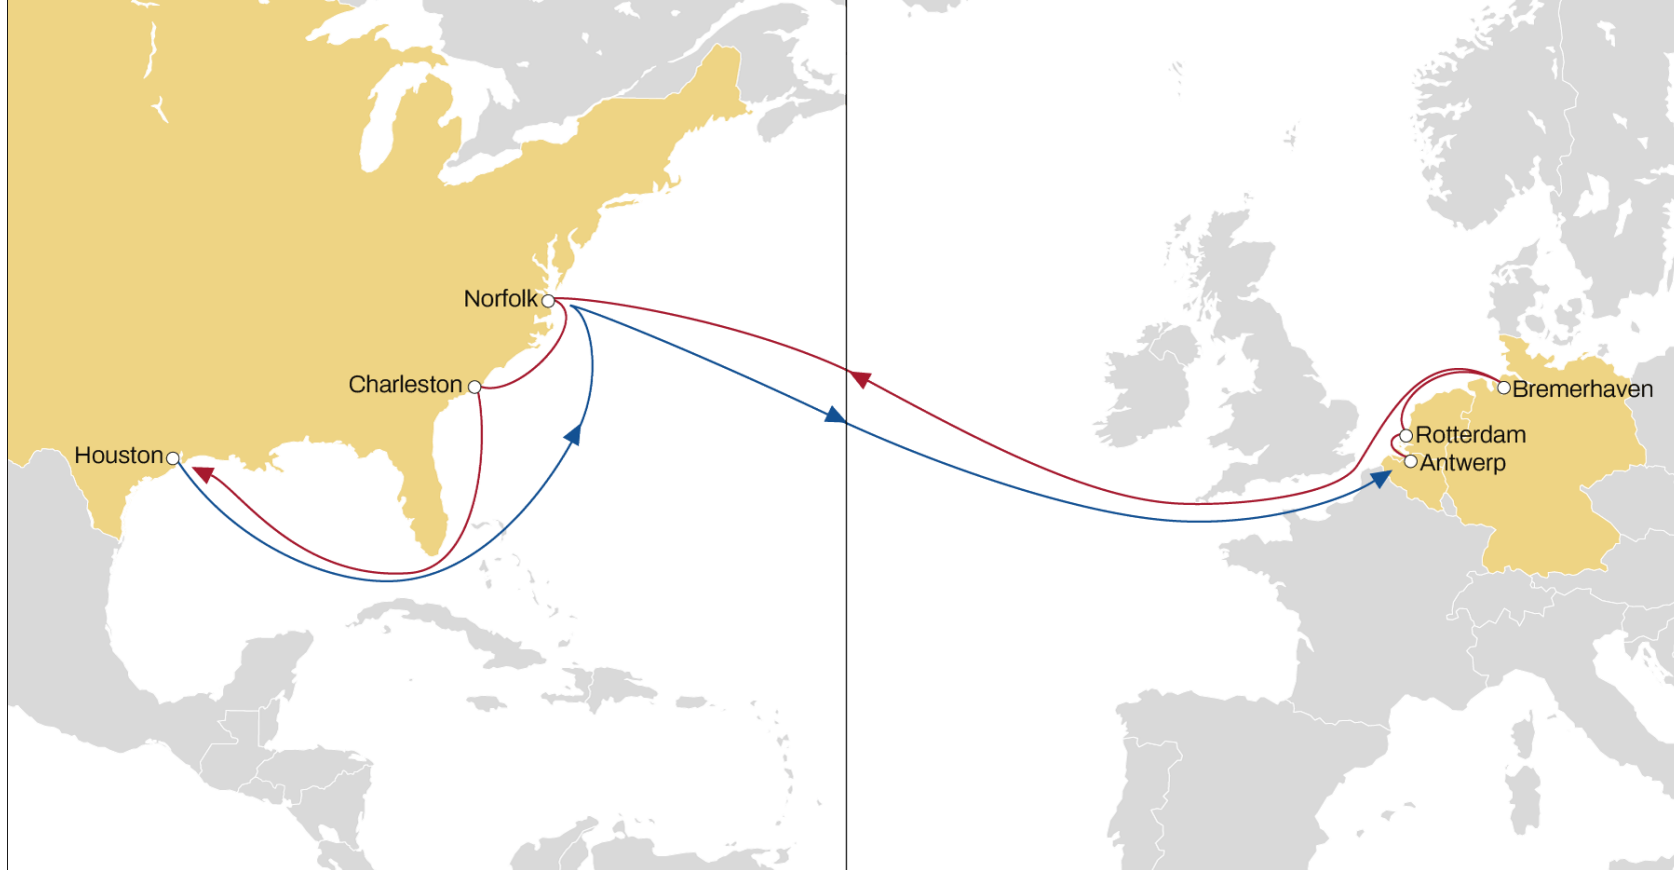 Norfolk
Charleston
Houston
Bremerhaven
Rotterdam
Antwerp